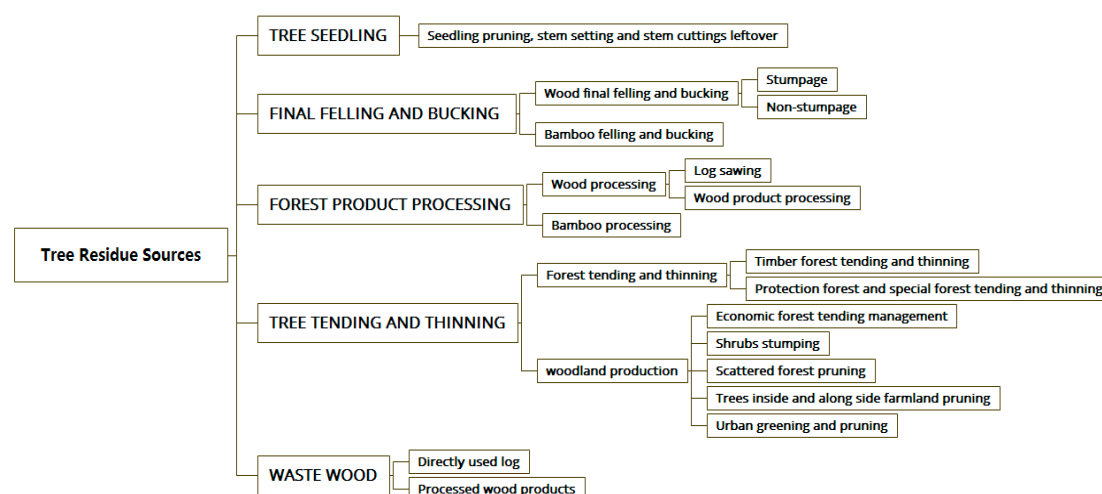 TREE SEEDLING
Seedling pruning, stem setting and stem cuttings leftover
FINAL FELLING AND BUCKING
Wood final felling and bucking
Stumpage
Non-stumpage
Bamboo felling and bucking
FOREST PRODUCT PROCESSING
Wood processing
Log sawing
Wood product processing
Bamboo processing
Tree Residue Sources
TREE TENDING AND THINNING
Forest tending and thinning
Timber forest tending and thinning
Protection forest and special forest tending and thinning
woodland production
Economic forest tending management
Shrubs stumping
Scattered forest pruning
Trees inside and along side farmland pruning
Urban greening and pruning
WASTE WOOD
Directly used log
Processed wood products